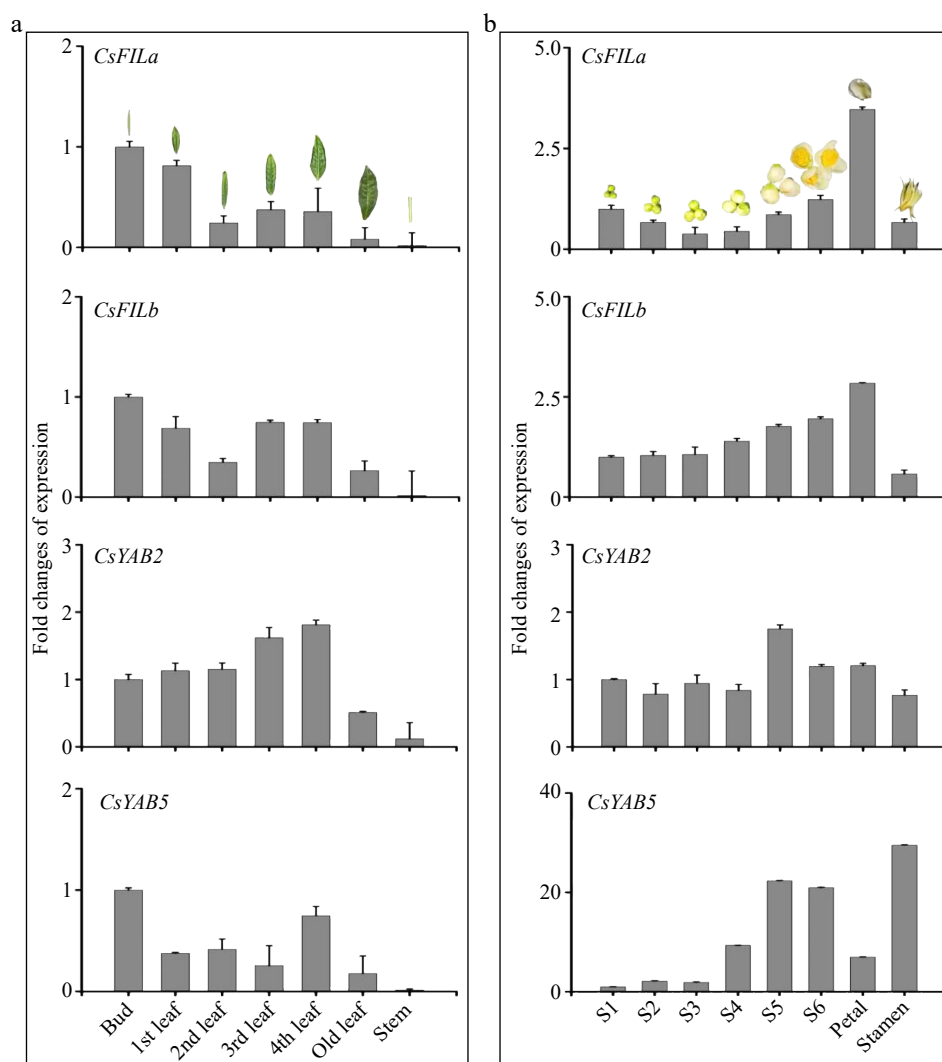 a
CsFILa
2
1
0
CsFILb
2
1
0
CsYAB2
3
2
1
0
CsYAB5
2
1
0
Fold changes of expression
Bud
1st leaf
2nd leaf
3rd leaf
4th leaf
Old leaf
Stem
b
CsFILa
5.0
2.5
0
CsFILb
5.0
2.5
0
CsYAB2
3
2
1
0
CsYAB5
40
20
0
Fold changes of expression
S1
S2
S3
S4
S5
S6
Petal
Stamen